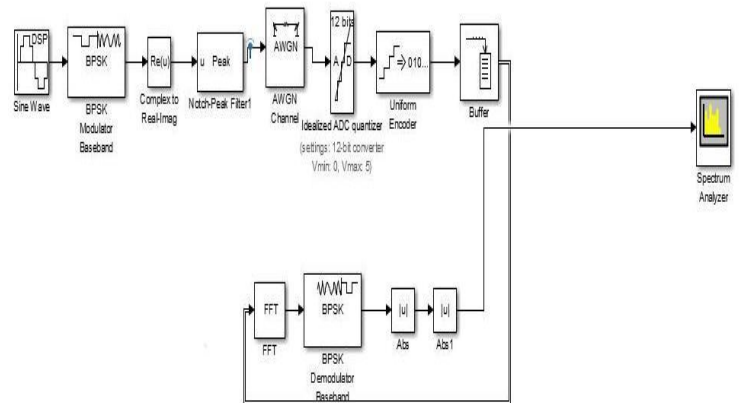 DSP
Sine Wave
BPSK
BPSK
Modulator
Baseband
Re(u)
Complex to
Real-Imag
u Peak
Notch-Peak Filter1
AWGN
AWGN
Channel
12 bits
A D
Idealized ADC quantizer
(settings: 12-bit converter
Vmin: 0, Vmax: 5)
010...
Uniform
Encoder
Buffer
Spectrum
Analyzer
FFT
FFT
BPSK
BPSK
Demodulator
Baseband
|u|
Abs
|u|
Abs1